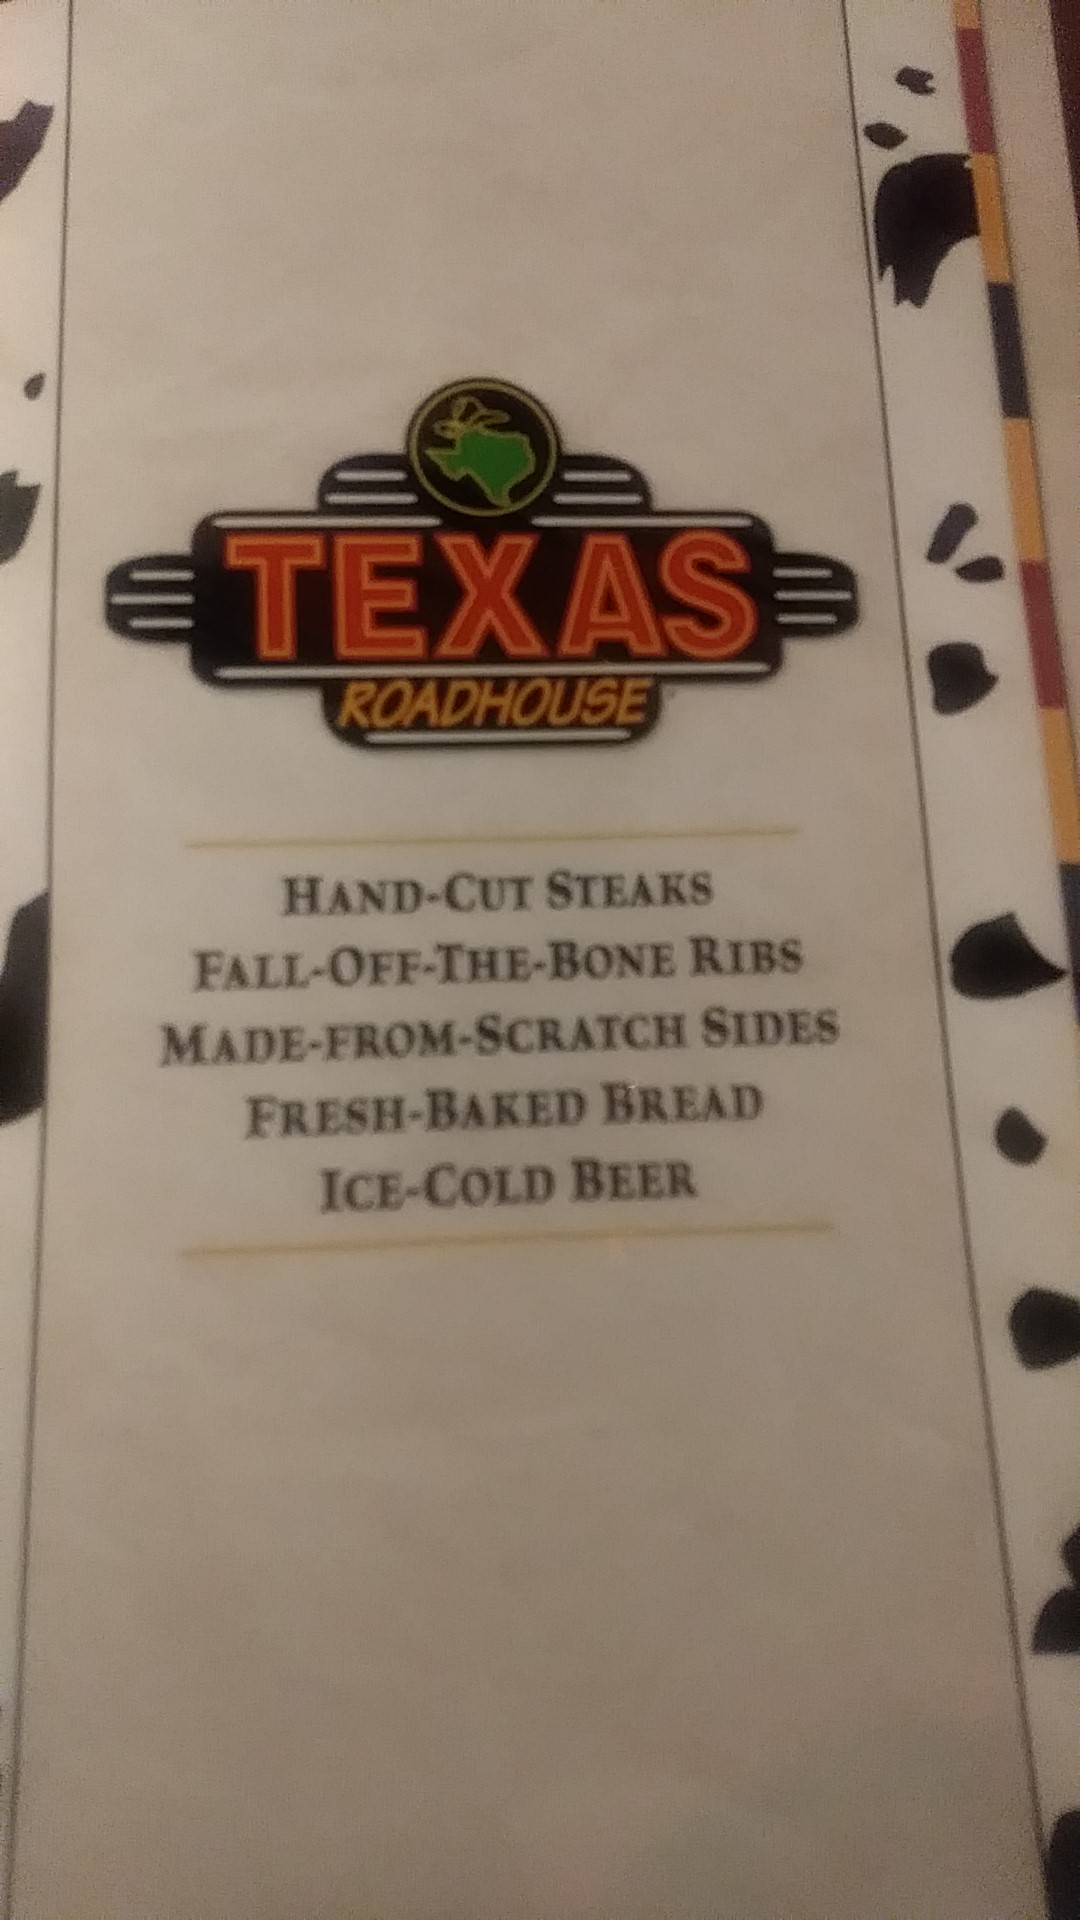 TEXAS
ROADHOUSE
HAND-CUT STEAKS
FALL-OFF-THE-BONE RIBS
MADE-FROM-SCRATCH SIDES
FRESH-BAKED BREAD
ICE-COLD BEER